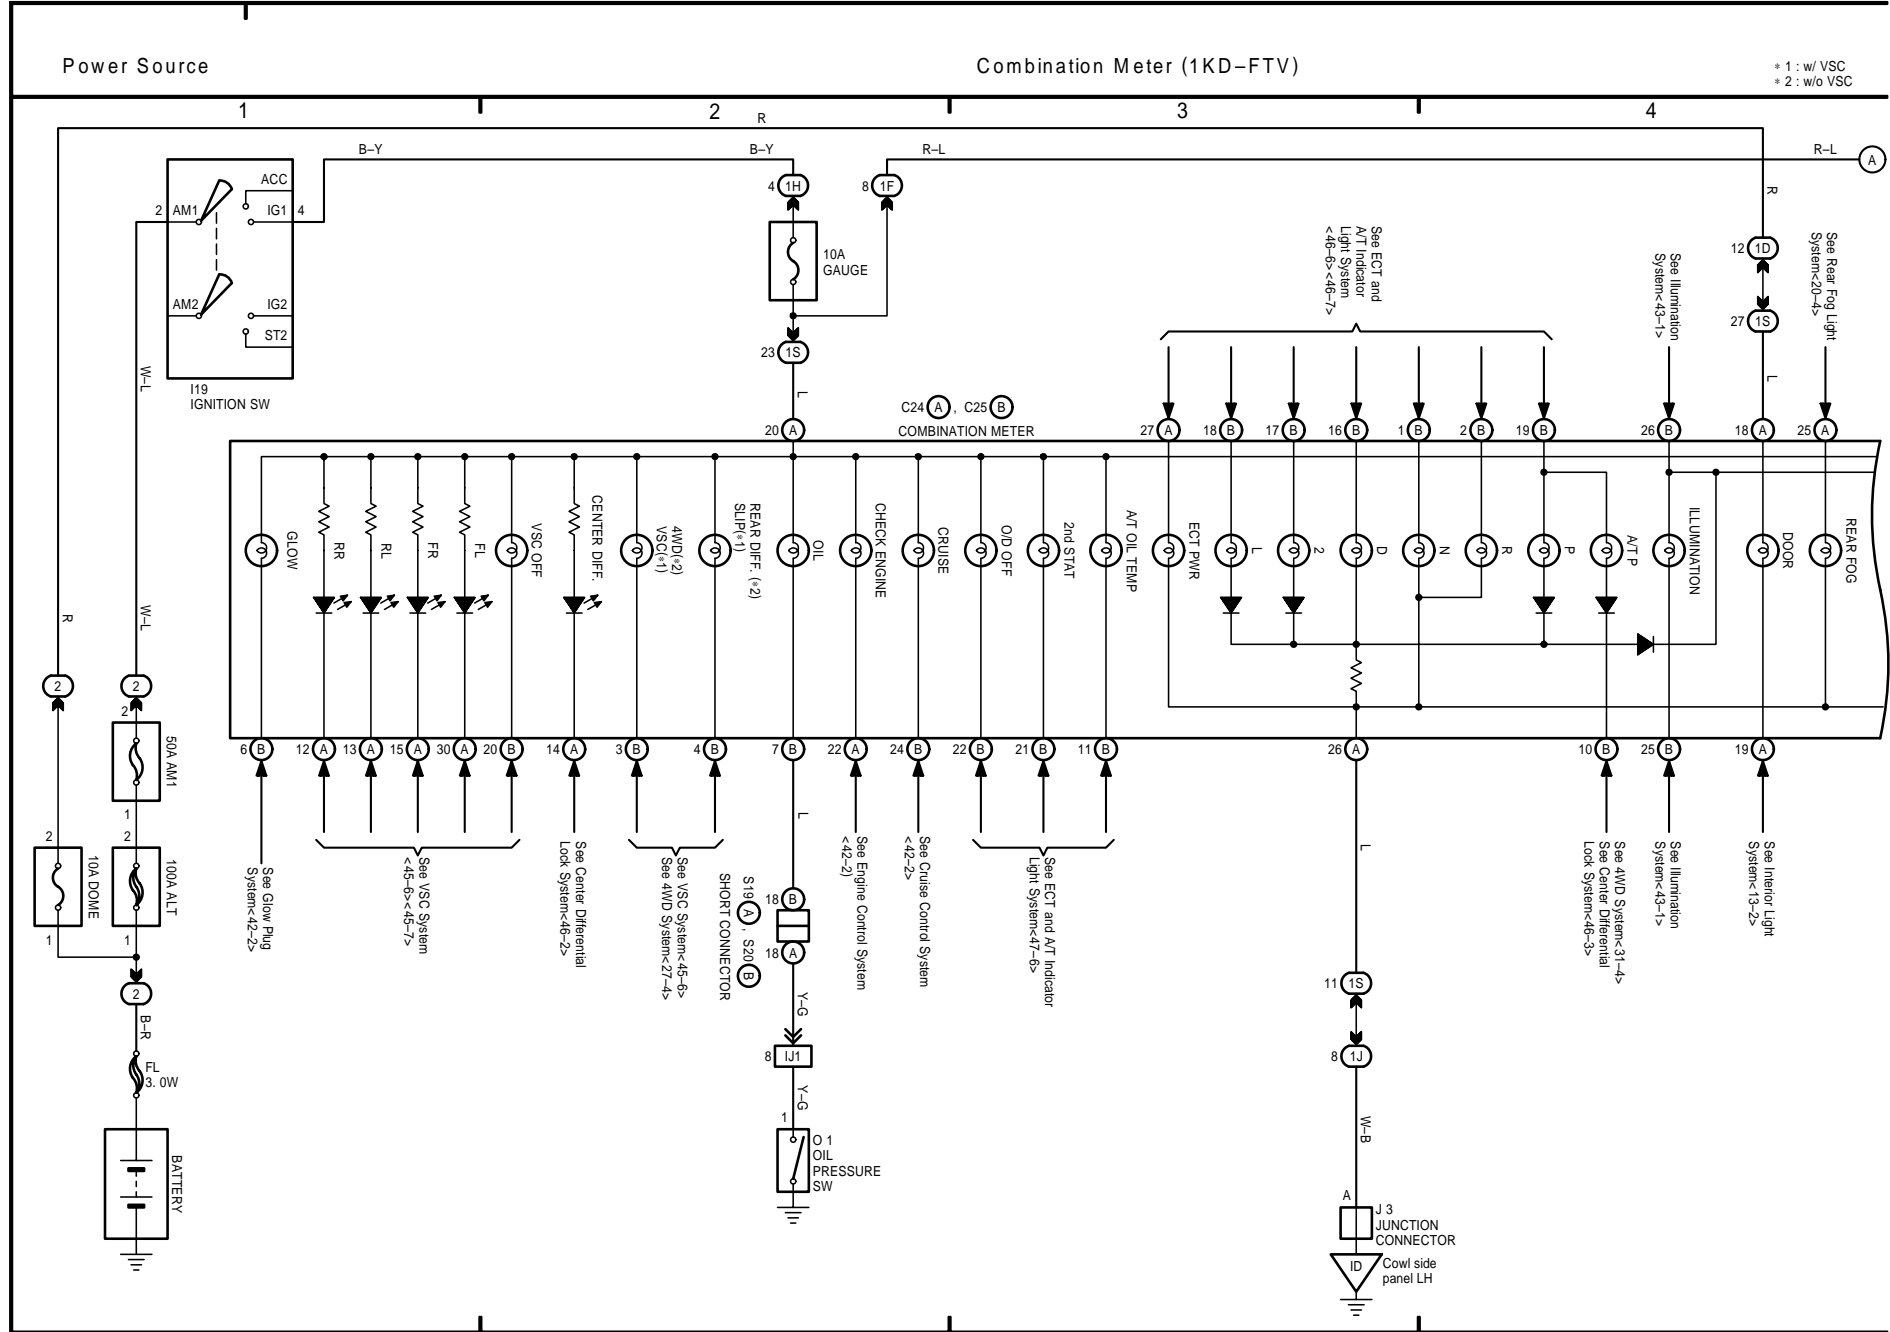 Power Source
Combination Meter (1KD–FTV)
∗ 1 : w/ VSC
∗ 2 : w/o VSC
1
2
3
4
R
B–Y
B–Y
R–L
R–L
A
ACC
2
AM1
IG1
4
AM2
IG2
ST2
I19
IGNITION SW
4
1H
8
1F
10A
GAUGE
23
1S
L
R
12
1D
27
1S
L
See ECT and
A/T Indicator
Light System
<46–6><46–7>
See Illumination
System<43–1>
See Rear Fog Light
System<20–4>
W–L
C24
A
, C25
B
COMBINATION METER
20
A
27
A
18
B
17
B
16
B
1
B
2
B
19
B
26
B
18
A
25
A
GLOW
RR
RL
FR
FL
VSC OFF
CENTER DIFF.
4WD(∗2)
VSC(∗1)
REAR DIFF. (∗2)
SLIP(∗1)
OIL
CHECK ENGINE
CRUISE
O/D OFF
2nd STAT
A/T OIL TEMP
ECT PWR
L
2
D
N
R
P
A/T P
ILLUMINATION
DOOR
REAR FOG
R
W–L
2
2
2
50A AM1
1
6
B
12
A
13
A
15
A
30
A
20
B
14
A
3
B
4
B
7
B
22
A
24
B
22
B
21
B
11
B
26
A
10
B
25
B
19
A
2
10A DOME
1
2
100A ALT
1
See Glow Plug
System<42–2>
See VSC System
<45–6><45–7>
See Center Differential
Lock System<46–2>
See VSC System<45–6>
See 4WD System<27–4>
L
See Engine Control System
<42–2)
See Cruise Control System
<42–2>
See ECT and A/T Indicator
Light System<47–6>
L
See 4WD System<31–4>
See Center Differential
Lock System<46–3>
See Illumination
System<43–1>
See Interior Light
System<13–2>
S19
A
, S20
B
SHORT CONNECTOR
18
B
18
A
Y–G
8
IJ1
Y–G
1
O 1
OIL
PRESSURE
SW
2
B–R
FL
3. 0W
BATTERY
11
1S
8
1J
W–B
A
J 3
JUNCTION
CONNECTOR
ID
Cowl side
panel LH